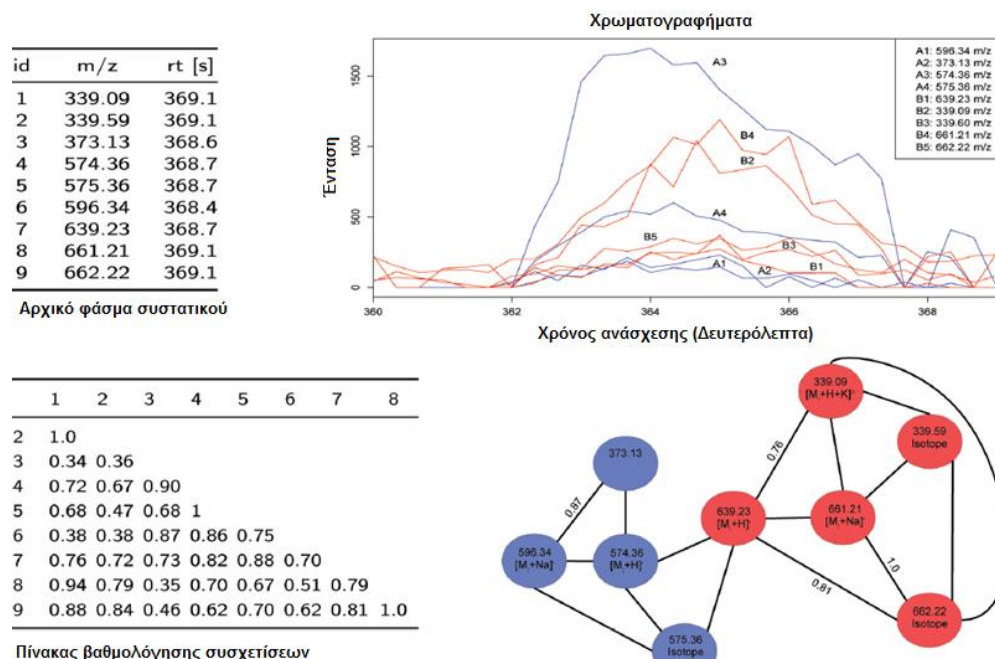 id m/z rt [s]
1 339.09 369.1
2 339.59 369.1
3 373.13 368.6
4 574.36 368.7
5 575.36 368.7
6 596.34 368.4
7 639.23 368.7
8 661.21 369.1
9 662.22 369.1
Αρχικό φάσμα συστατικού
Χρωματογραφήματα
Ένταση
1500
1000
500
0
A3
B4
B2
A4
B5
B3
A1
A2
B1
A1: 596.34 m/z
A2: 373.13 m/z
A3: 574.36 m/z
A4: 575.36 m/z
B1: 639.23 m/z
B2: 339.09 m/z
B3: 339.60 m/z
B4: 661.21 m/z
B5: 662.22 m/z
360 362 364 366 368
Χρόνος ανάσχεσης (Δευτερόλεπτα)
1 2 3 4 5 6 7 8
2 1.0
3 0.34 0.36
4 0.72 0.67 0.90
5 0.68 0.47 0.68 1
6 0.38 0.38 0.87 0.86 0.75
7 0.76 0.72 0.73 0.82 0.88 0.70
8 0.94 0.79 0.35 0.70 0.67 0.51 0.79
9 0.88 0.84 0.46 0.62 0.70 0.62 0.81 1.0
Πίνακας βαθμολόγησης συσχετίσεων
339.09
339.59
Isotope
373.13
0.76
0.87
639.23
661.21
596.34
574.36
1.0
0.81
662.22
Isotope
575.36
Isotope